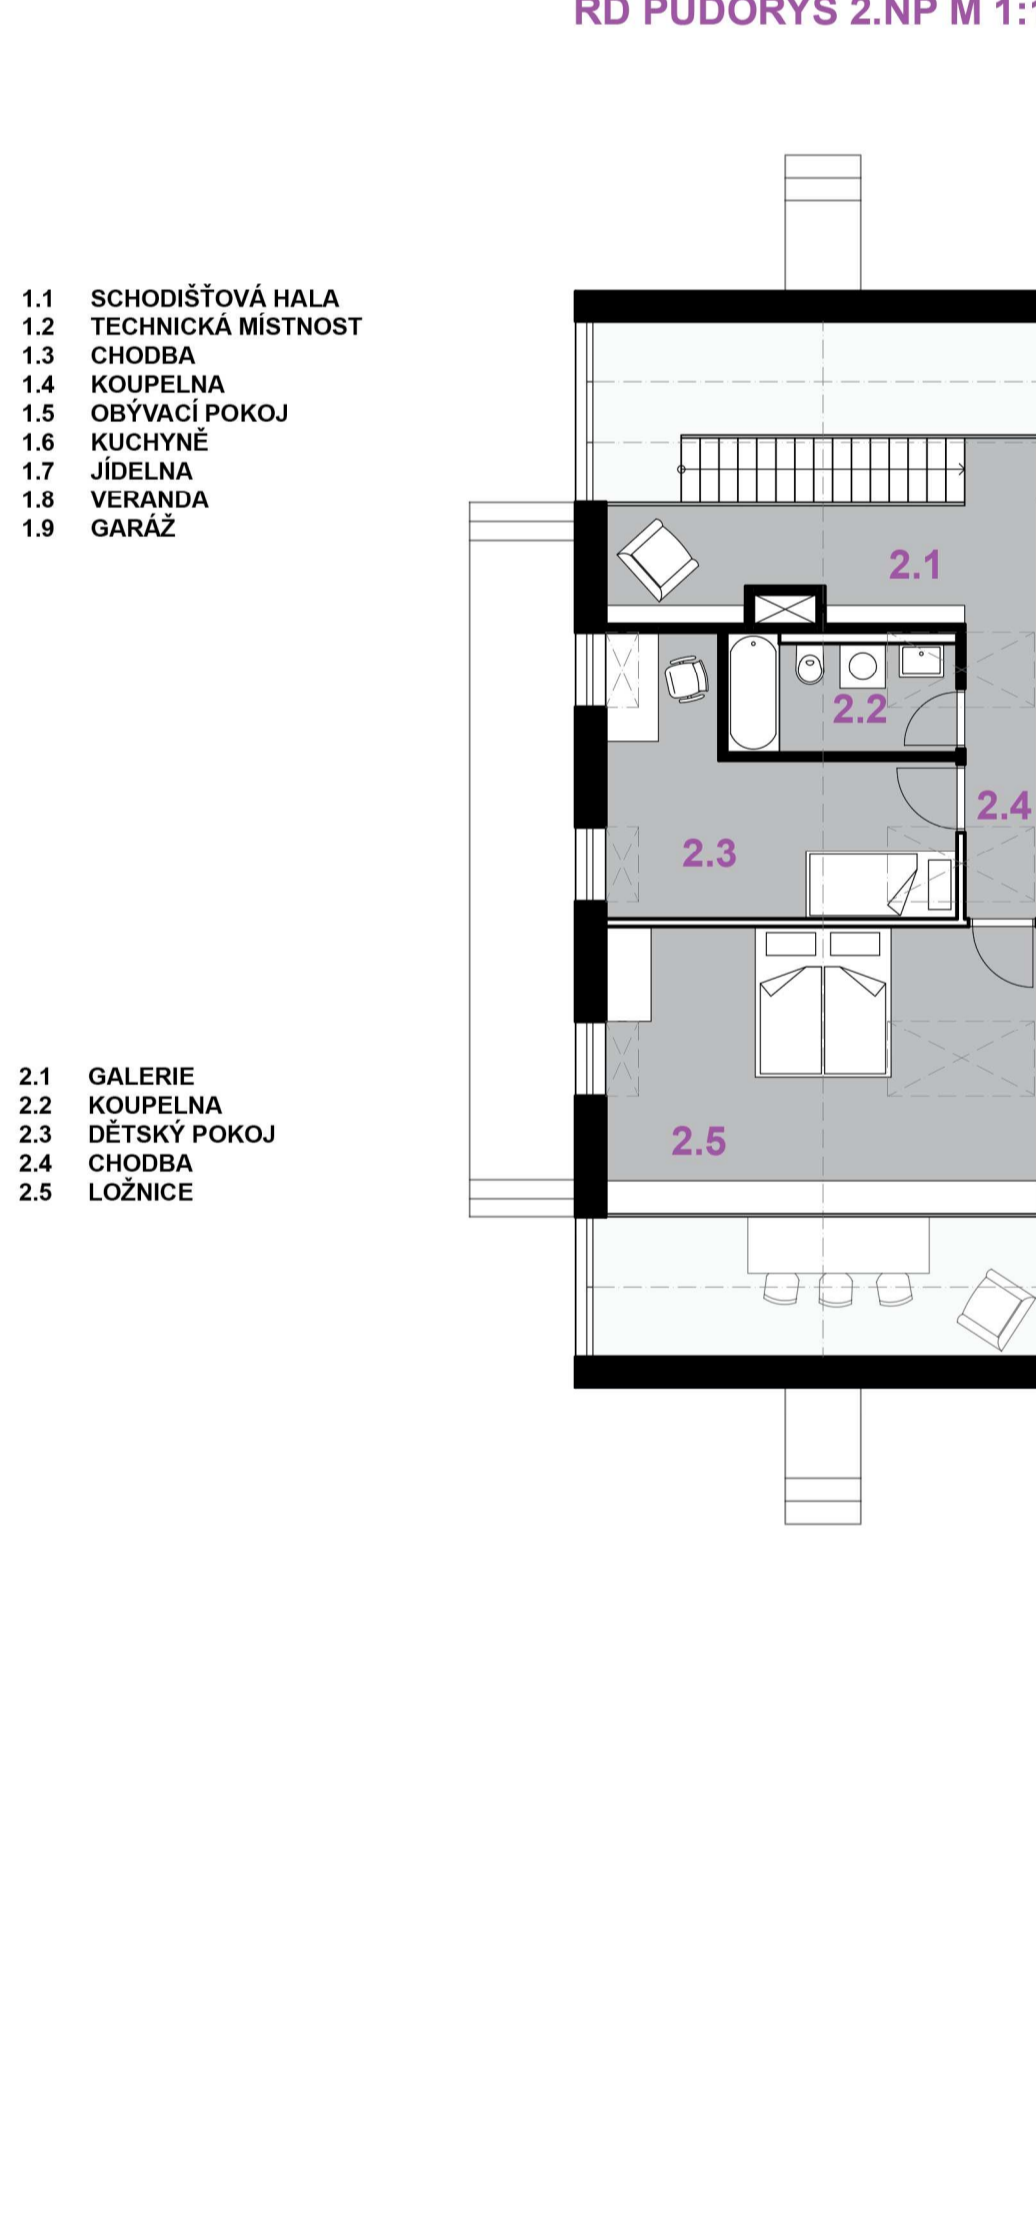 RD PŮDORYS 2.NP M
1.1 SCHODIŠŤOVÁ HALA
1.2 TECHNICKÁ MÍSTNOST
1.3 CHODBA
1.4 KOUPELNA
1.5 OBÝVACÍ POKOJ
1.6 KUCHYNĚ
1.7 JÍDELNA
1.8 VERANDA
1.9 GARÁŽ
2.1
2.2
2.4
2.3
2.1 GALERIE
2.2 KOUPELNA
2.3 DĚTSKÝ POKOJ
2.4 CHODBA
2.5 LOŽNICE
2.5